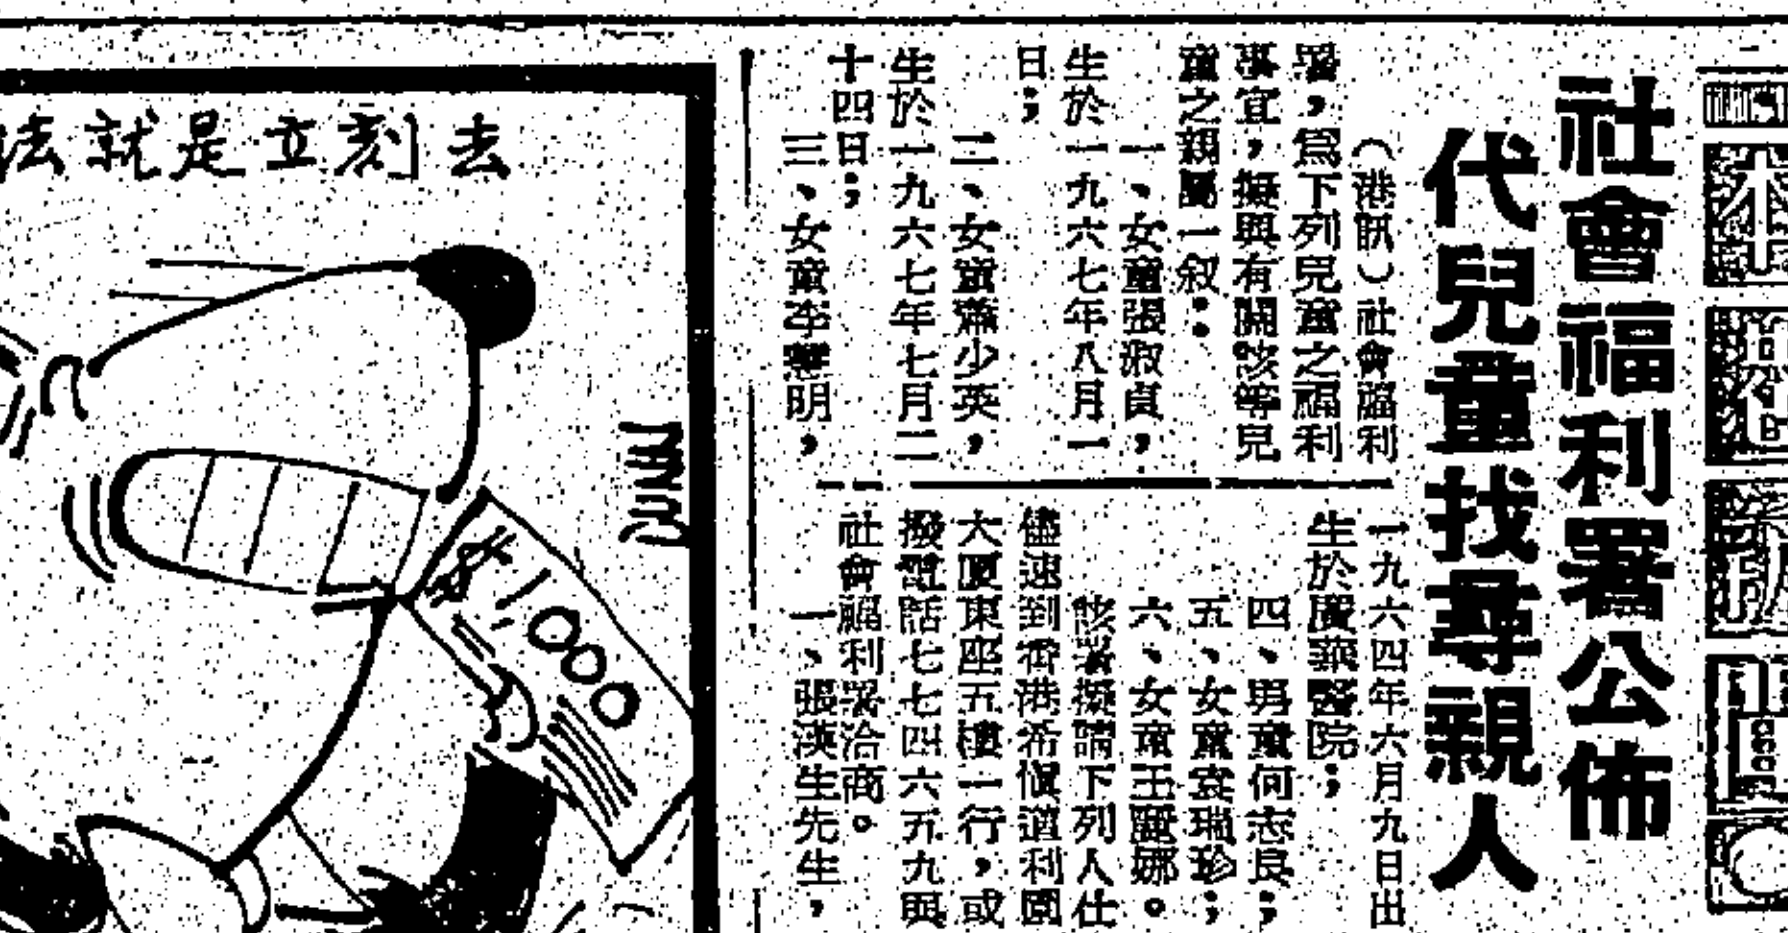 社會福利署公佈
代兒童找尋親人
（港訊）社會福利
署，爲下列兒童之福利
事宜，擬與有關該等兒
童之親屬一敘：
一、女童張淑貞，
生於一九六七年八月一
日；
二、女童蕭少英，
生於一九六七年七月二
十四日；
三、女童李慧明，
一九六四年六月九日出
生於廣華醫院；
四、男童何志良；
五、女童袁瑞珍；
六、女童王麗娜。
該署擬請下列人仕
儘速到香港希愼道利園
大厦東座五樓一行，或
撥電話七七四六五九與
社會福利署洽商。
一、張漢生先生，
法就是立刻去
1000